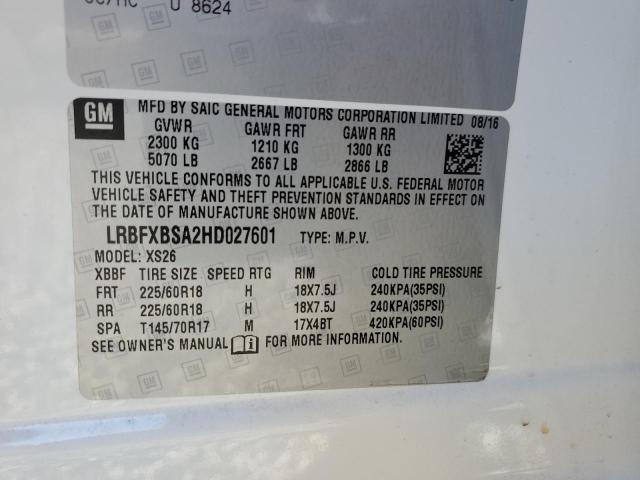 U 8624
GM
MFD BY SAIC GENERAL MOTORS CORPORATION LIMITED 08/16
GVWR GAWR FRT GAWR RR
2300 KG 1210 KG 1300 KG
5070 LB 2667 LB 2866 LB
THIS VEHICLE CONFORMS TO ALL APPLICABLE U.S. FEDERAL MOTOR
VEHICLE SAFETY AND THEFT PREVENTION STANDARDS IN EFFECT ON
THE DATE OF MANUFACTURE SHOWN ABOVE.
LRBFXBSA2HD027601 TYPE: M.P.V.
MODEL: XS26
XBBF TIRE SIZE SPEED RTG RIM COLD TIRE PRESSURE
FRT 225/60R18 H 18X7.5J 240KPA(35PSI)
RR 225/60R18 H 18X7.5J 240KPA(35PSI)
SPA T145/70R17 M 17X4BT 420KPA(60PSI)
SEE OWNER'S MANUAL i FOR MORE INFORMATION.